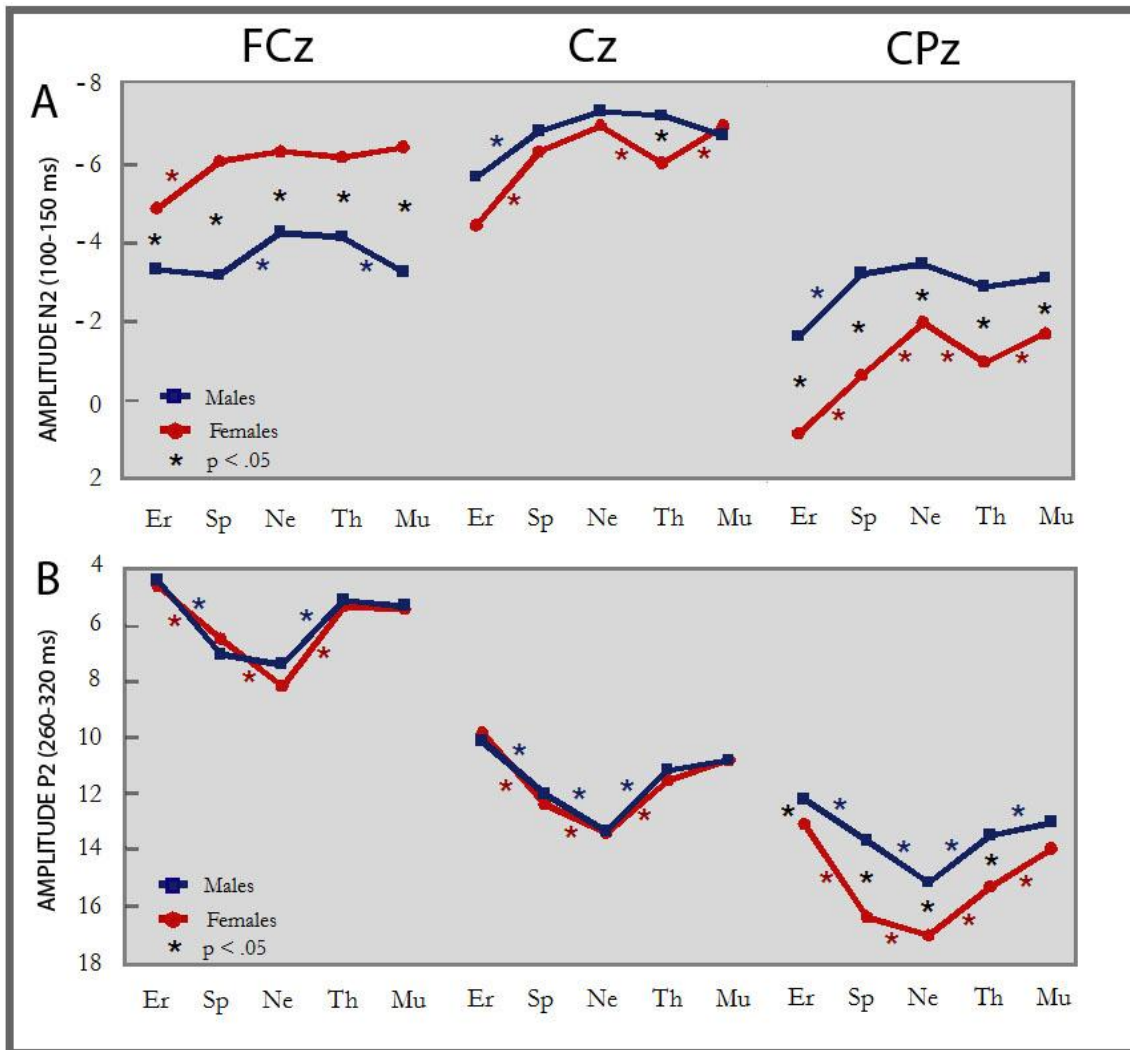 FCz Cz CPz
A
AMPLITUDE N2 (100-150 ms)
-8
-6
-4
-2
0
2
Males
Females
* p < .05
Er Sp Ne Th Mu Er Sp Ne Th Mu Er Sp Ne Th Mu
B
AMPLITUDE P2 (260-320 ms)
4
6
8
10
12
14
16
18
Males
Females
* p < .05
Er Sp Ne Th Mu Er Sp Ne Th Mu Er Sp Ne Th Mu